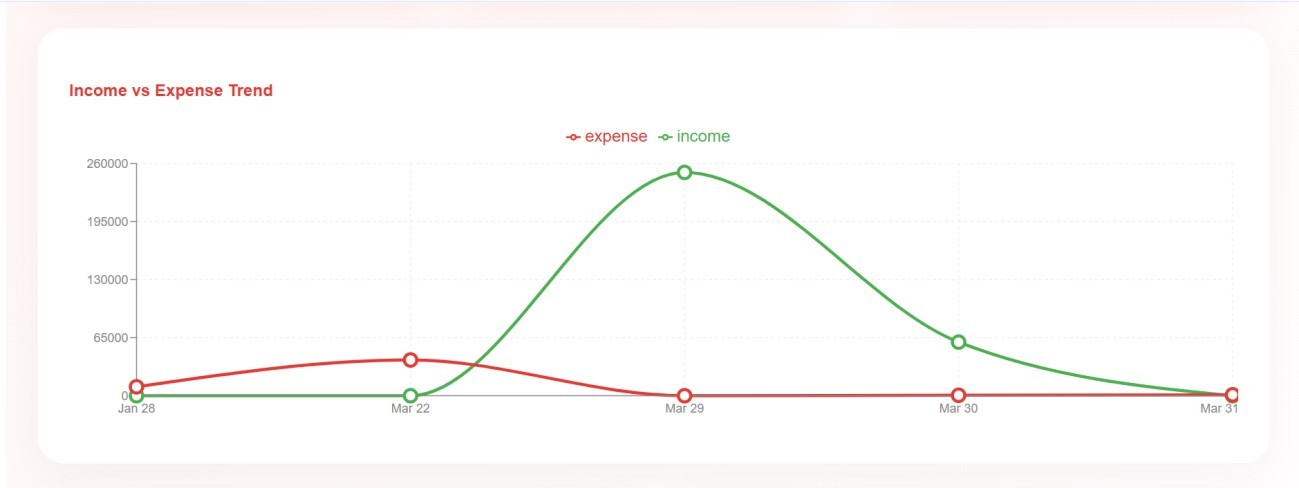 Income vs Expense Trend
expense income
260000
195000
130000
65000
0
Jan 28 Mar 22 Mar 29 Mar 30 Mar 31